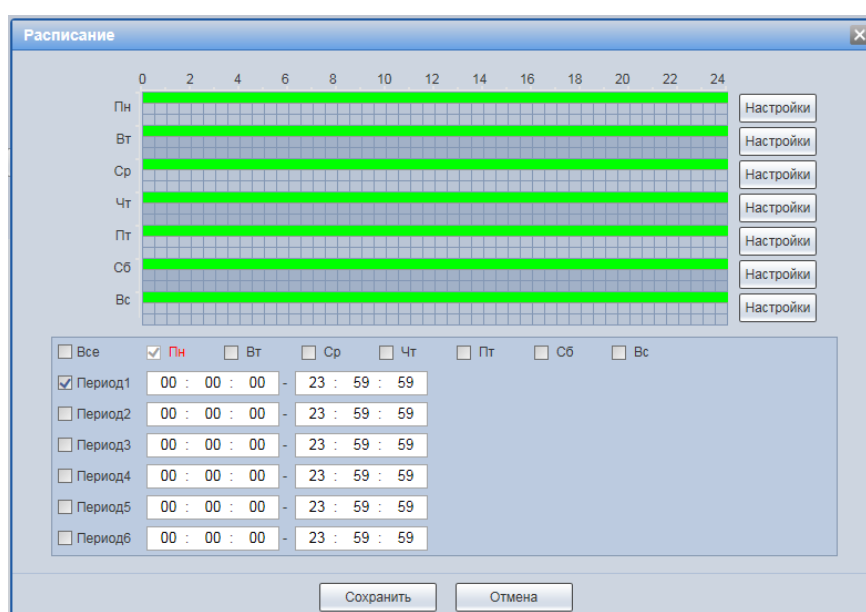 Расписание
0 2 4 6 8 10 12 14 16 18 20 22 24
Пн Настройки
Вт Настройки
Ср Настройки
Чт Настройки
Пт Настройки
Сб Настройки
Вс Настройки
Все Пн Вт Ср Чт Пт Сб Вс
Период1 00 : 00 : 00 - 23 : 59 : 59
Период2 00 : 00 : 00 - 23 : 59 : 59
Период3 00 : 00 : 00 - 23 : 59 : 59
Период4 00 : 00 : 00 - 23 : 59 : 59
Период5 00 : 00 : 00 - 23 : 59 : 59
Период6 00 : 00 : 00 - 23 : 59 : 59
Сохранить Отмена